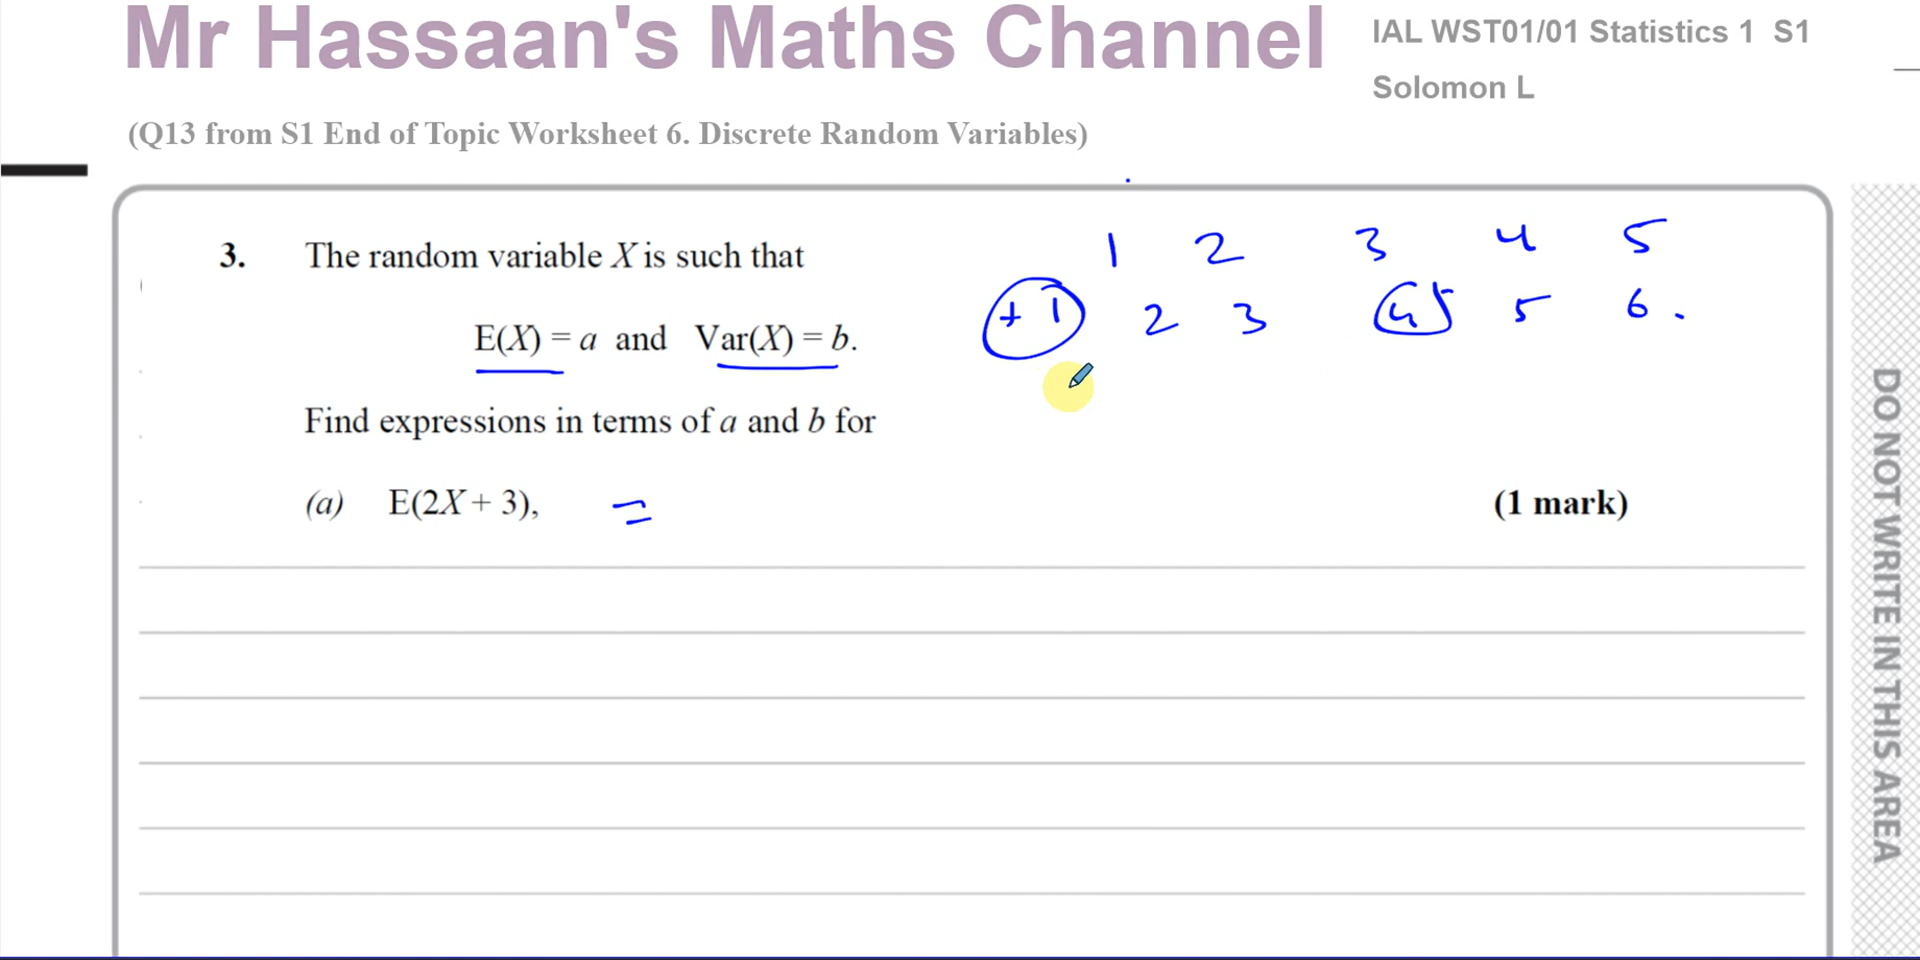 Mr Hassaan's Maths Channel
IAL WST01/01 Statistics 1 S1
Solomon L
(Q13 from S1 End of Topic Worksheet 6. Discrete Random Variables)
3. The random variable X is such that
1 2 3 4 5
+ 1 2 3 4 5 6.
E(X) = a and Var(X) = b.
Find expressions in terms of a and b for
(a) E(2X + 3), =
(1 mark)
DO NOT WRITE IN THIS AREA